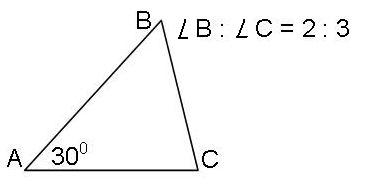 B ∠B : ∠C = 2 : 3
A 30⁰ C